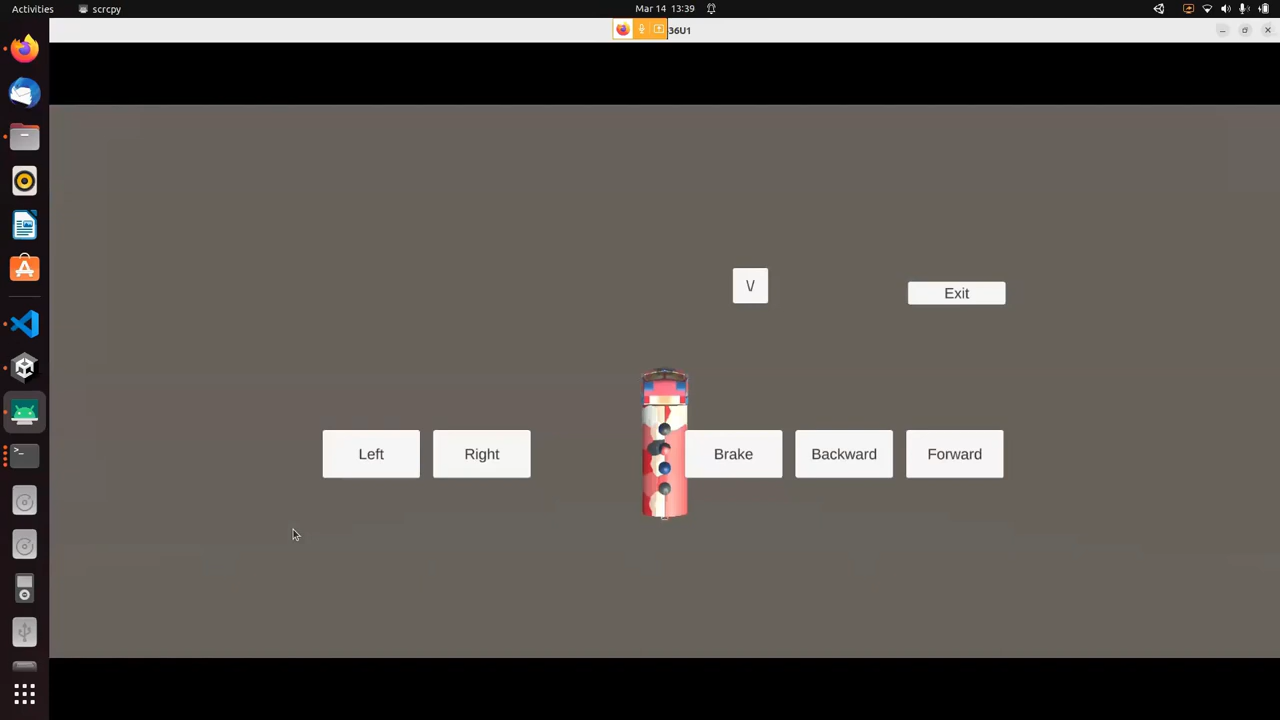 Activities
scrcpy
Mar 14 13:39
36U1
\/
Exit
Left
Right
Brake
Backward
Forward